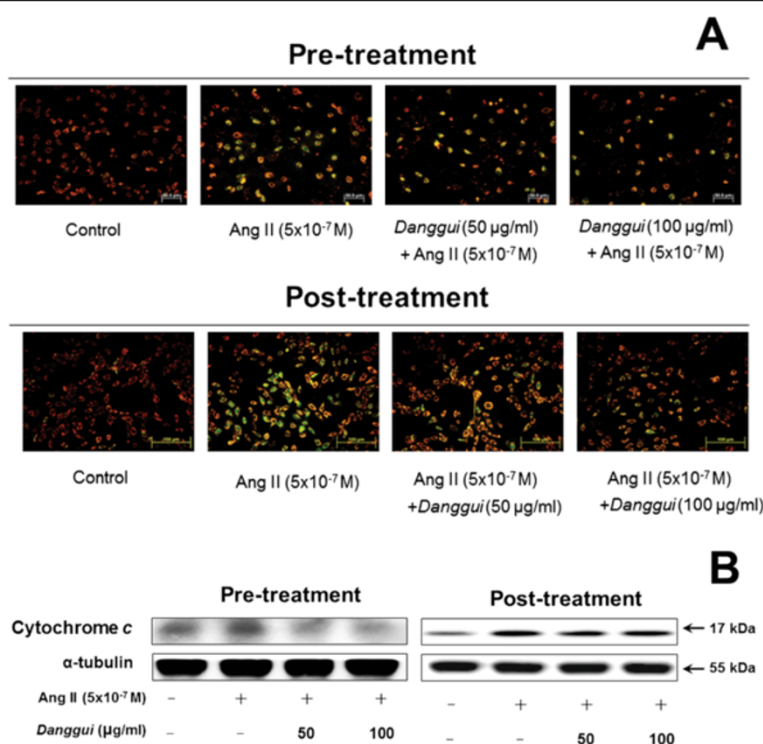 A
Pre-treatment
Control
Ang II (5x10⁻⁷ M)
Danggui (50 µg/ml)
+ Ang II (5x10⁻⁷ M)
Danggui (100 µg/ml)
+ Ang II (5x10⁻⁷ M)
Post-treatment
Control
Ang II (5x10⁻⁷ M)
Ang II (5x10⁻⁷ M)
+Danggui (50 µg/ml)
Ang II (5x10⁻⁷ M)
+Danggui (100 µg/ml)
B
Pre-treatment
Post-treatment
Cytochrome c
17 kDa
α-tubulin
55 kDa
Ang II (5x10⁻⁷ M) – + + + – + + +
Danggui (µg/ml) – – 50 100 – – 50 100